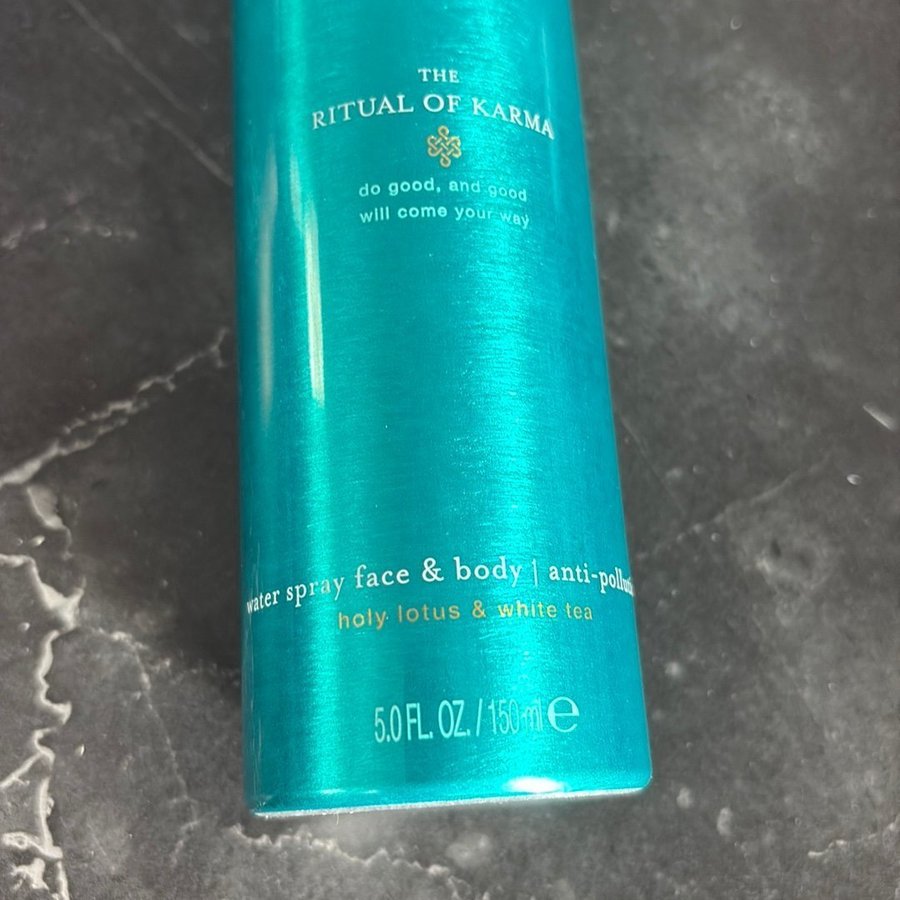 THE
RITUAL OF KARMA
do good, and good
will come your way
water spray face & body | anti-polluti
holy lotus & white tea
5.0 FL. OZ. / 150 ml e